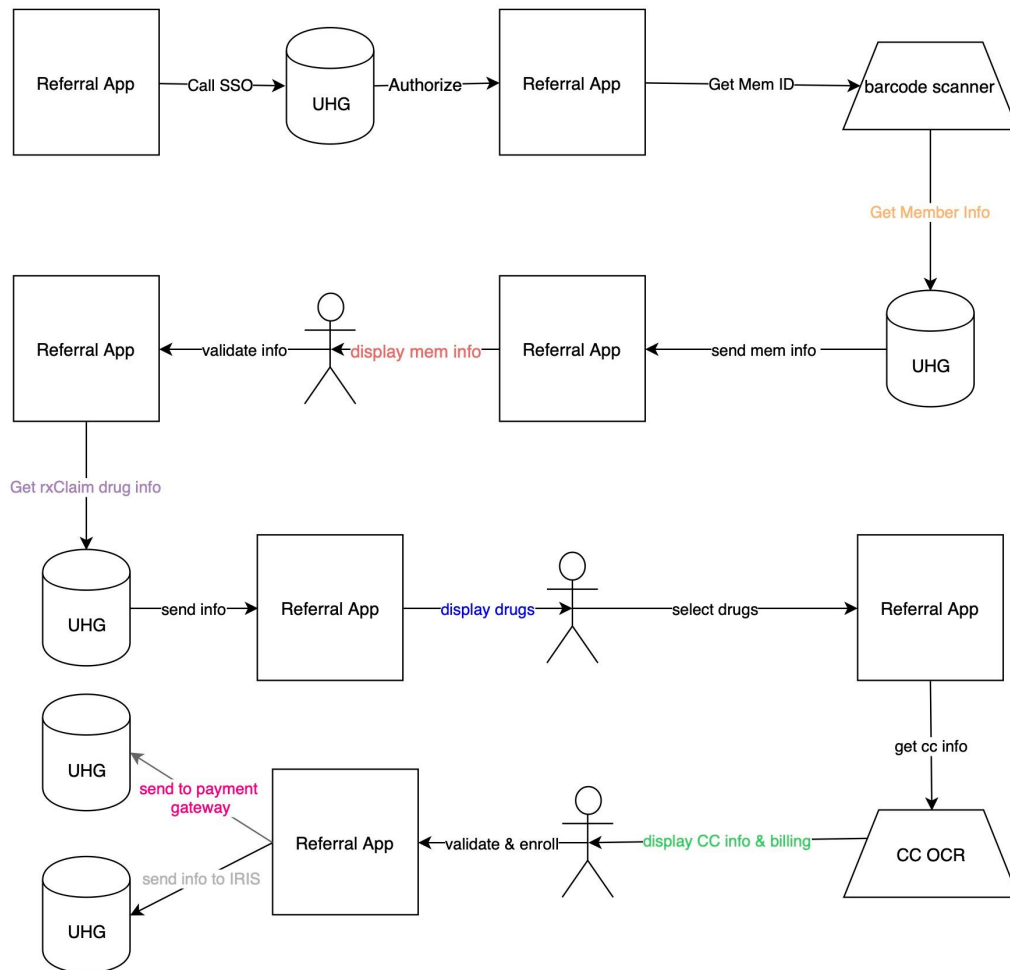 Referral App
Call SSO
UHG
Authorize
Referral App
Get Mem ID
barcode scanner
Get Member Info
Referral App
validate info
display mem info
Referral App
send mem info
UHG
Get rxClaim drug info
UHG
send info
Referral App
display drugs
select drugs
Referral App
get cc info
UHG
send to payment
gateway
Referral App
validate & enroll
display CC info & billing
CC OCR
send info to IRIS
UHG